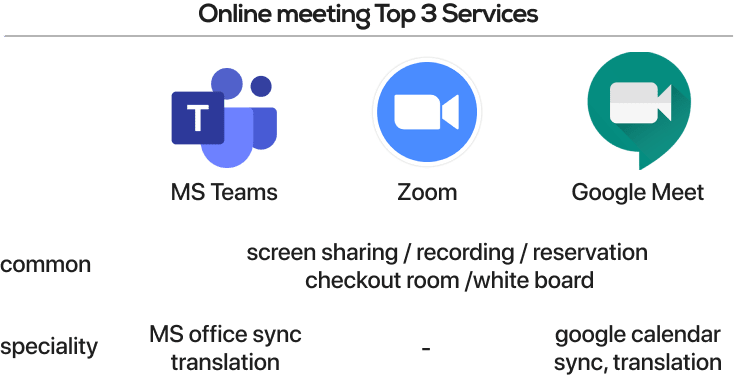 Online meeting Top 3 Services
T
MS Teams
Zoom
Google Meet
common
screen sharing / recording / reservation
checkout room /white board
speciality
MS office sync
translation
-
google calendar
sync, translation